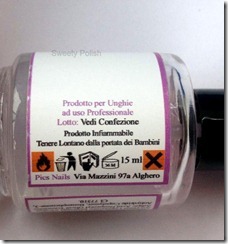 Sweety Polish
Prodotto per Unghie
ad uso Professionale
Lotto: Vedi Confezione
Prodotto Infiammabile
Tenere Lontano dalla portata dei Bambini
15 ml
Pics Nails Via Mazzini 97a Alghero